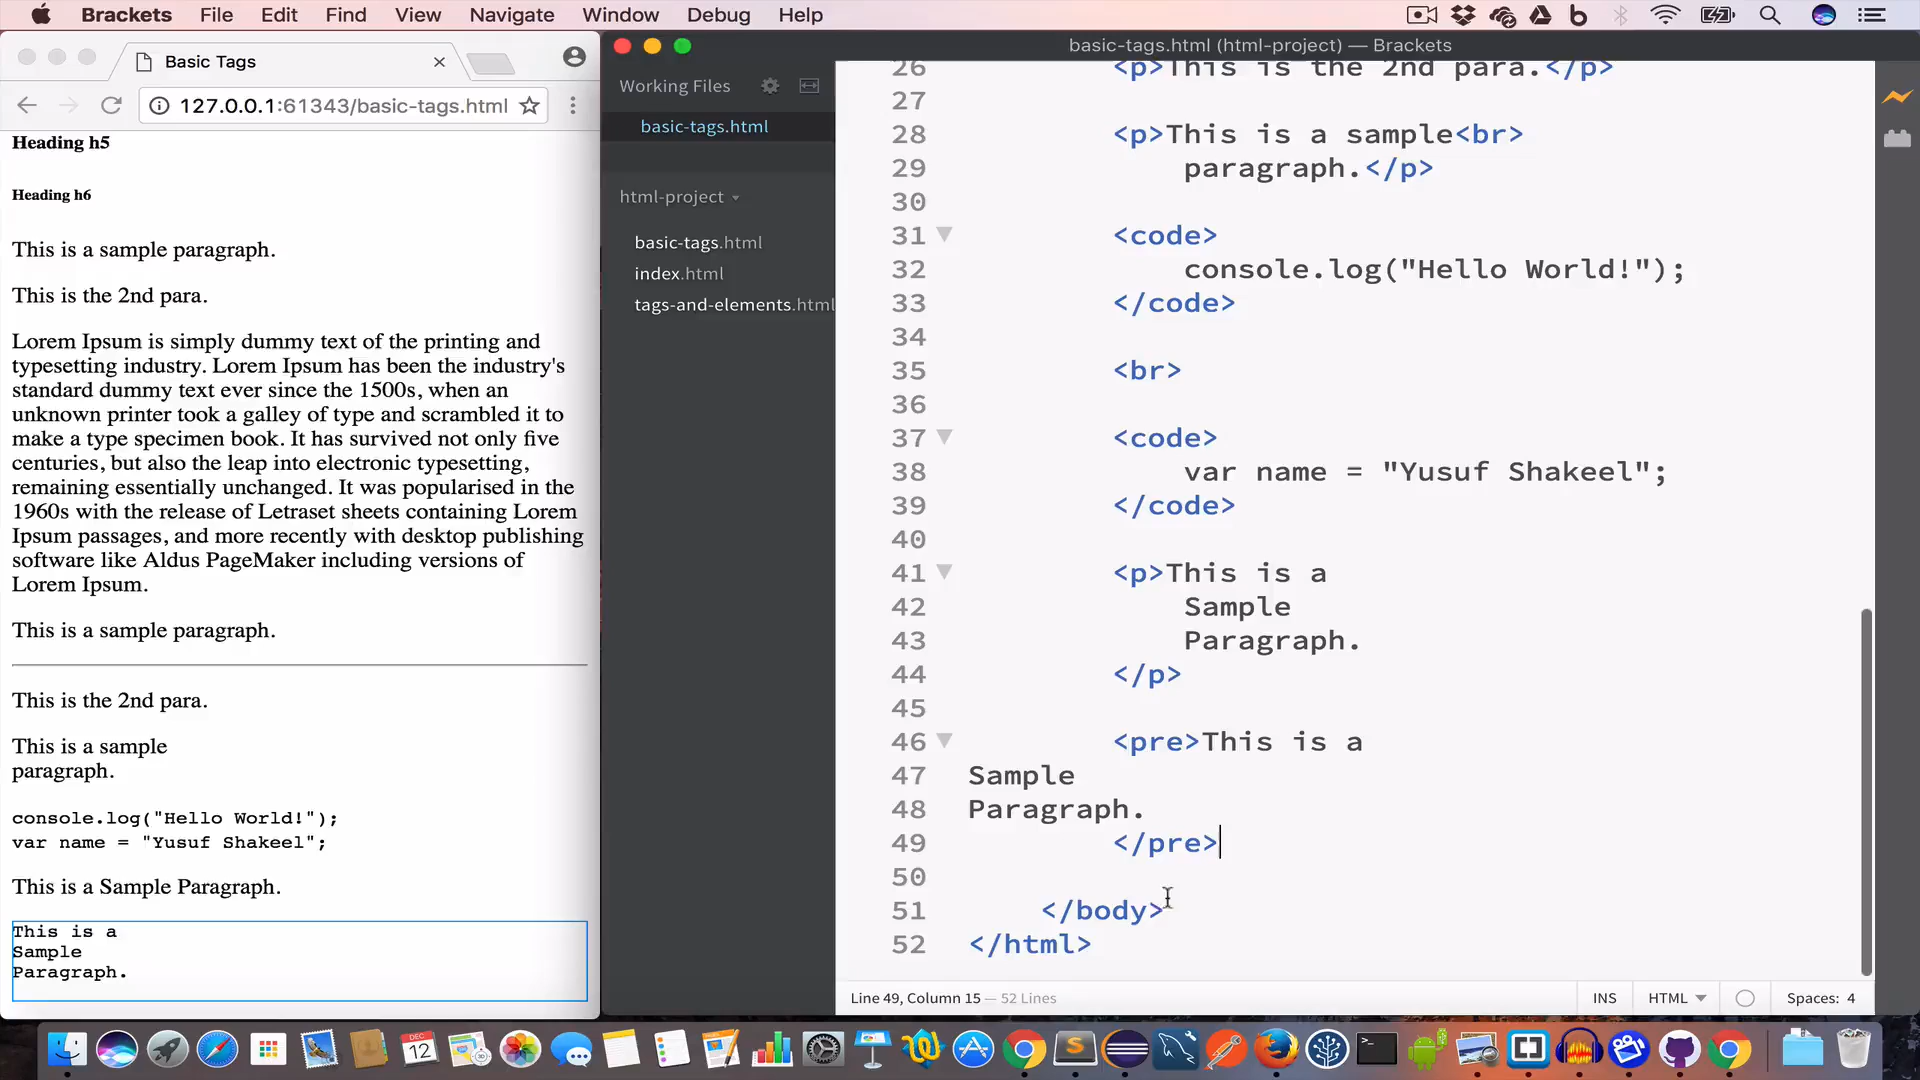 Brackets File Edit Find View Navigate Window Debug Help
Basic Tags
127.0.0.1:61343/basic-tags.html
Heading h5
Heading h6
This is a sample paragraph.
This is the 2nd para.
Lorem Ipsum is simply dummy text of the printing and
typesetting industry. Lorem Ipsum has been the industry's
standard dummy text ever since the 1500s, when an
unknown printer took a galley of type and scrambled it to
make a type specimen book. It has survived not only five
centuries, but also the leap into electronic typesetting,
remaining essentially unchanged. It was popularised in the
1960s with the release of Letraset sheets containing Lorem
Ipsum passages, and more recently with desktop publishing
software like Aldus PageMaker including versions of
Lorem Ipsum.
This is a sample paragraph.
This is the 2nd para.
This is a sample
paragraph.
console.log("Hello World!");
var name = "Yusuf Shakeel";
This is a Sample Paragraph.
This is a
Sample
Paragraph.
basic-tags.html (html-project) — Brackets
Working Files
basic-tags.html
html-project
basic-tags.html
index.html
tags-and-elements.html
26 <p>This is the 2nd para.</p>
27
28 <p>This is a sample<br>
29 paragraph.</p>
30
31 <code>
32 console.log("Hello World!");
33 </code>
34
35 <br>
36
37 <code>
38 var name = "Yusuf Shakeel";
39 </code>
40
41 <p>This is a
42 Sample
43 Paragraph.
44 </p>
45
46 <pre>This is a
47 Sample
48 Paragraph.
49 </pre>
50
51 </body>
52 </html>
Line 49, Column 15 — 52 Lines
INS HTML Spaces: 4
DEC
12